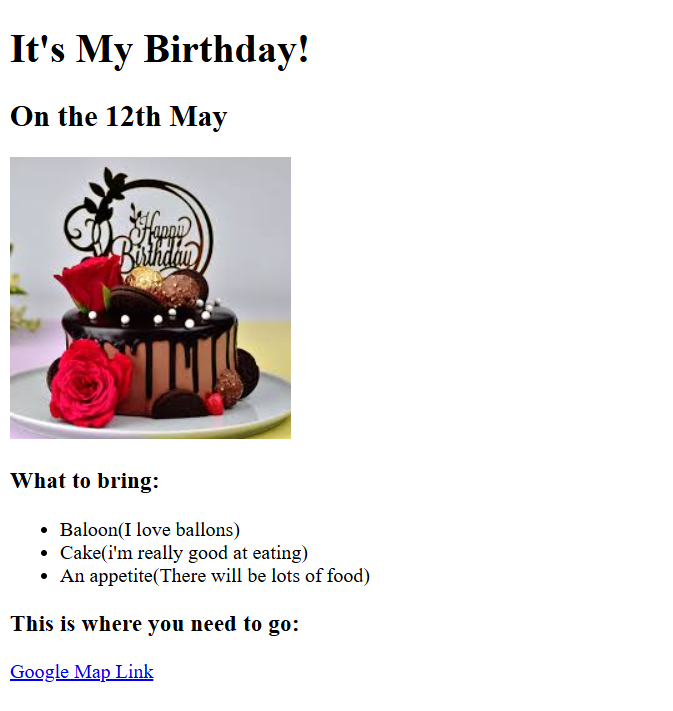 It's My Birthday!
On the 12th May
Happy
Birthday
What to bring:
Baloon(I love ballons)
Cake(i'm really good at eating)
An appetite(There will be lots of food)
This is where you need to go:
Google Map Link